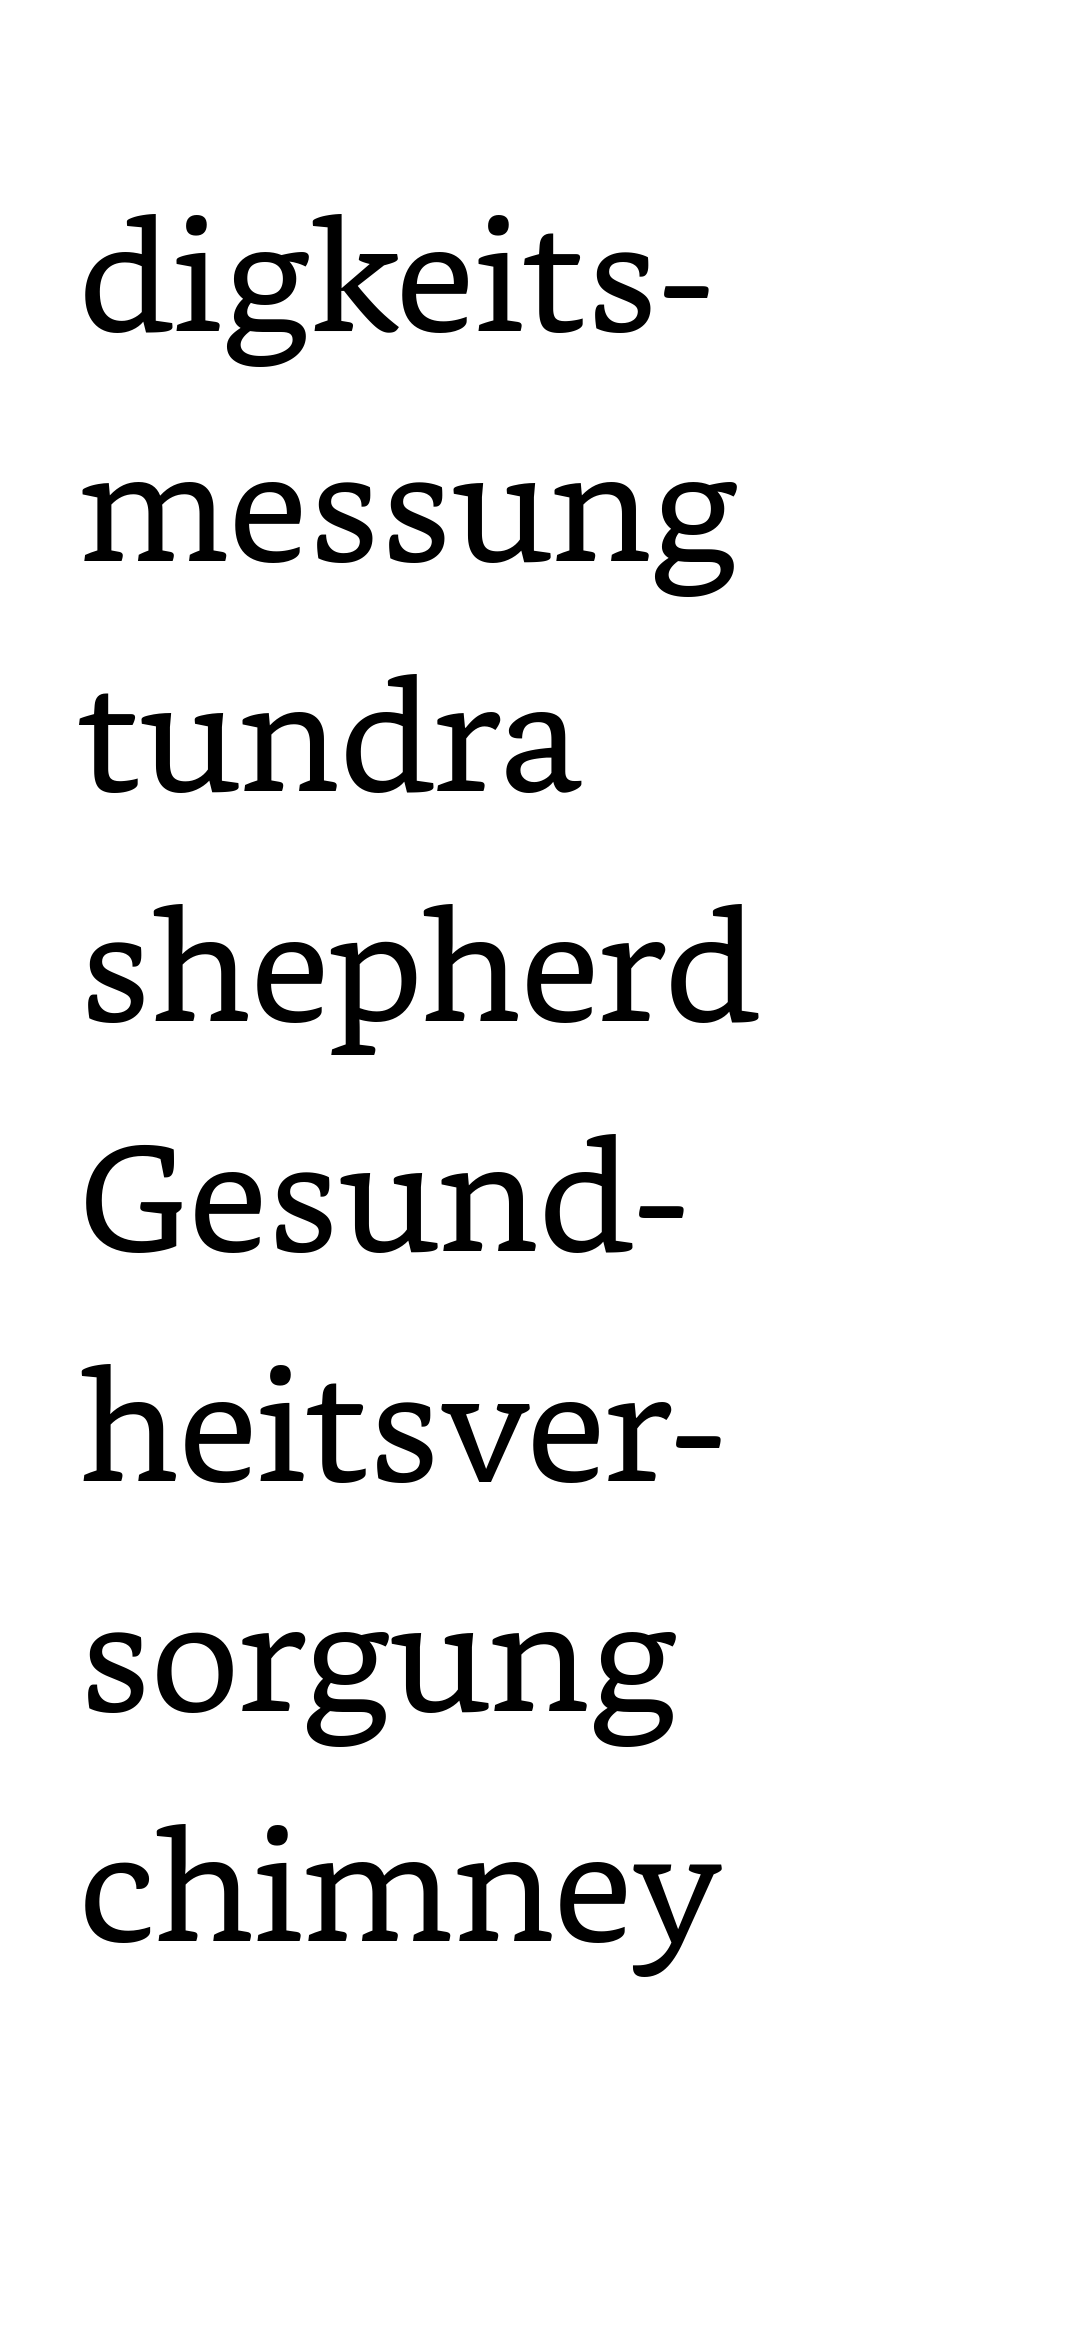 digkeits-
messung
tundra
shepherd
Gesund-
heitsver-
sorgung
chimney